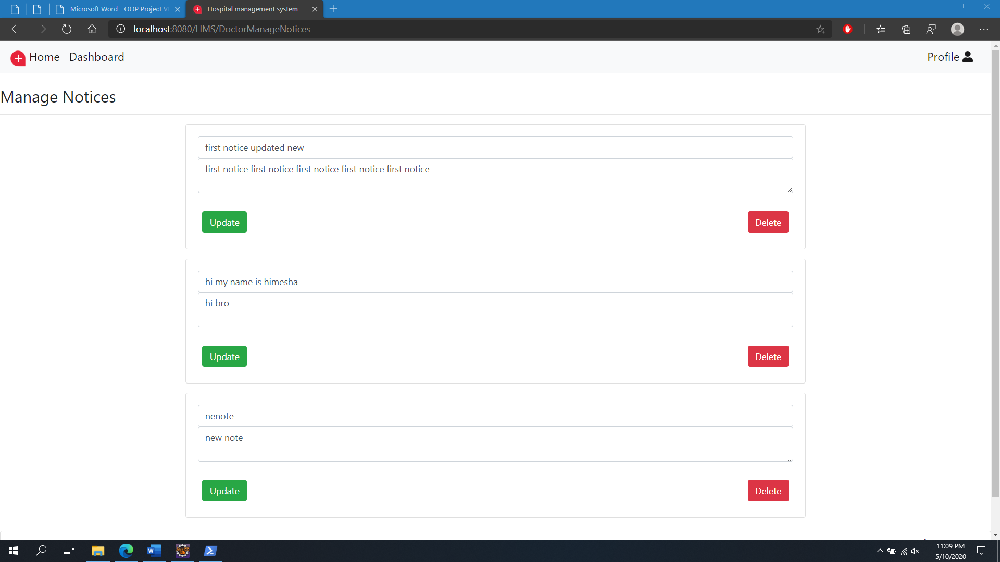 Microsoft Word - OOP Project V
Hospital management system
localhost:8080/HMS/DoctorManageNotices
Home Dashboard Profile
Manage Notices
first notice updated new
first notice first notice first notice first notice first notice
Update Delete
hi my name is himesha
hi bro
Update Delete
nenote
new note
Update Delete
11:09 PM
5/10/2020